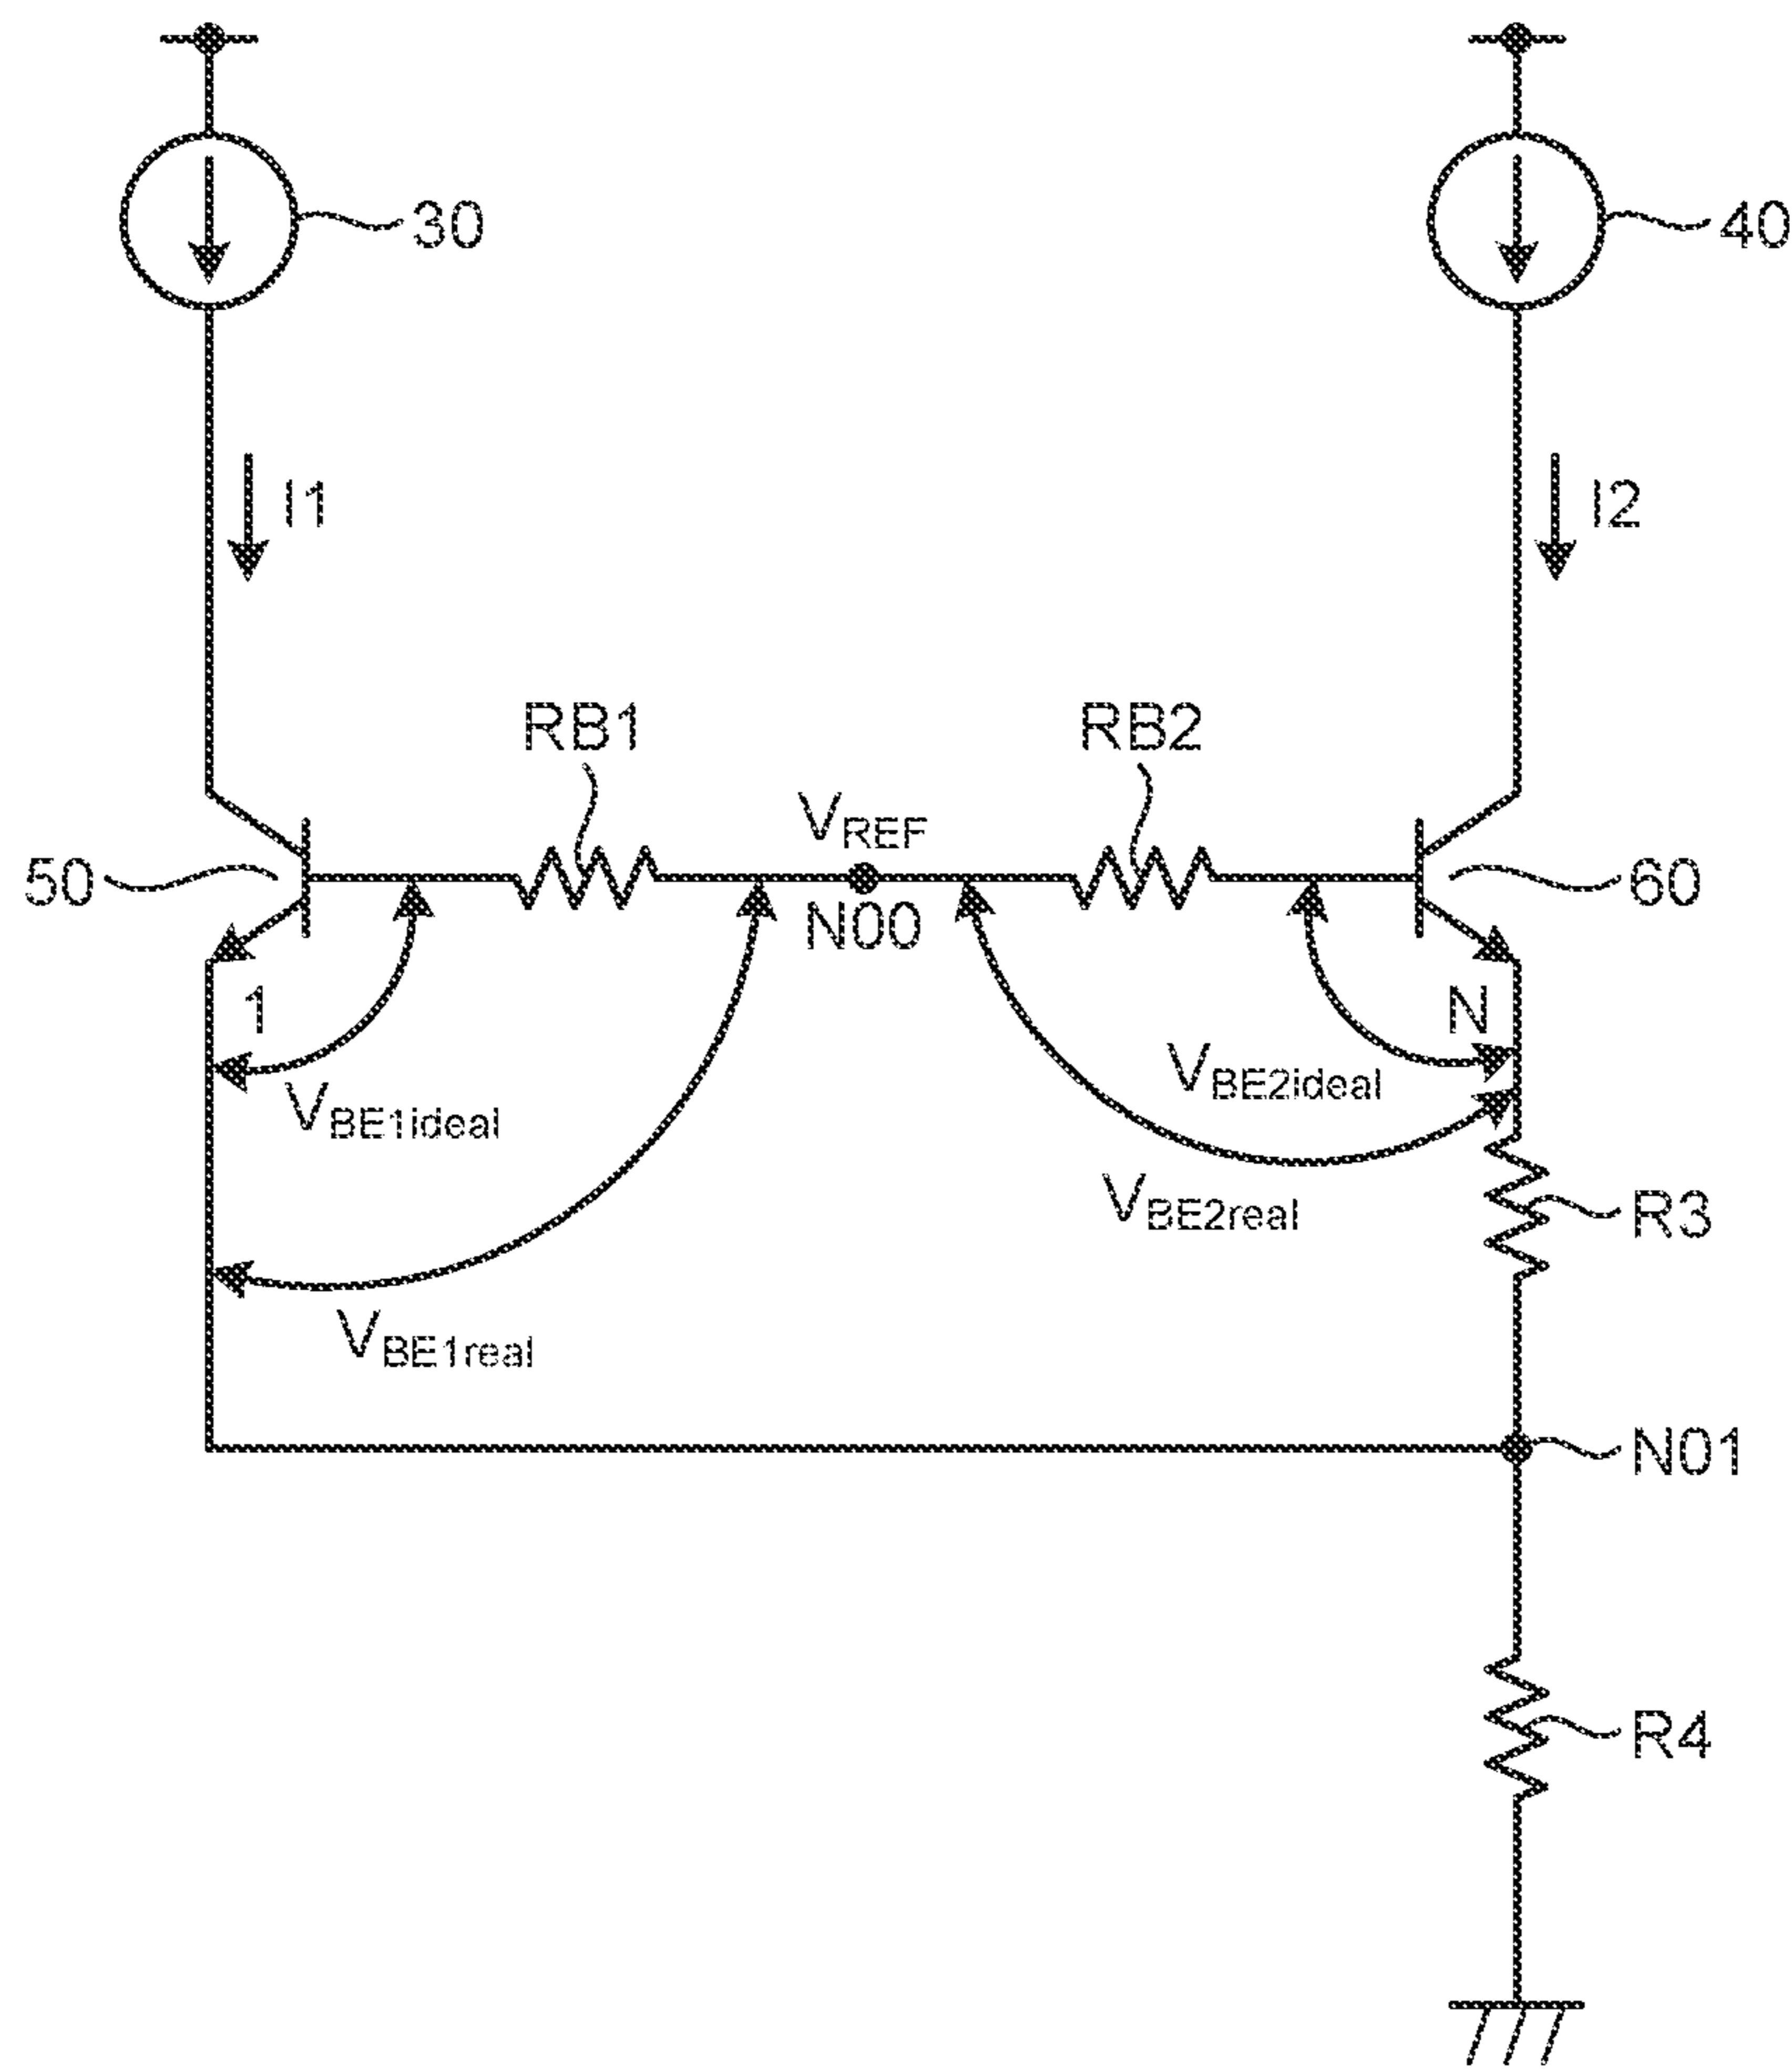 30
40
I1
I2
RB1
RB2
VREF
50
60
N00
1
N
VBE1ideal
VBE2ideal
VBE2real
R3
VBE1real
N01
R4